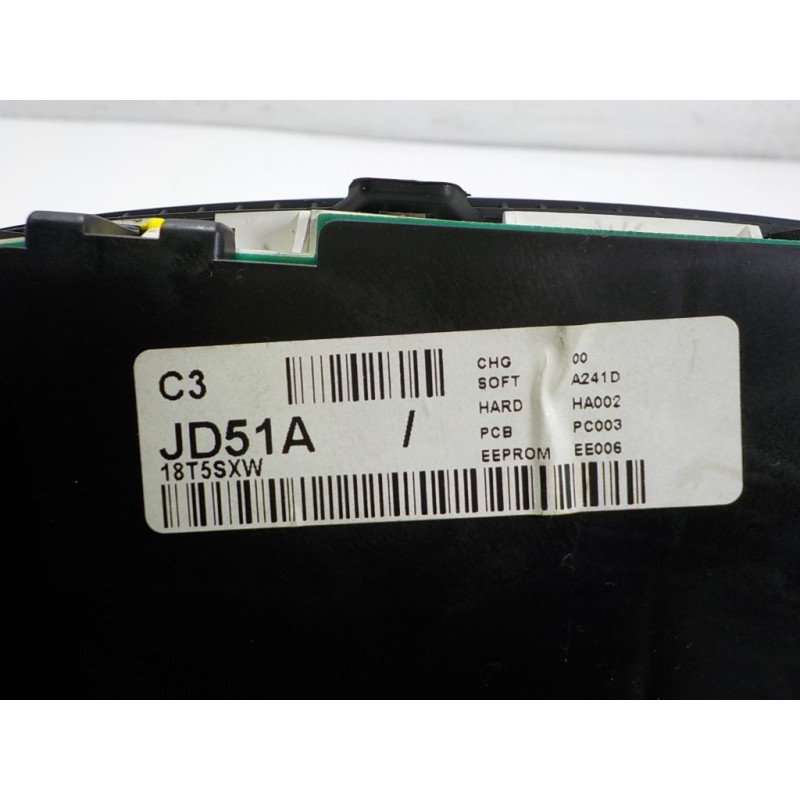 C3
JD51A /
18T5SXW
CHG 00
SOFT A241D
HARD HA002
PCB PC003
EEPROM EE006